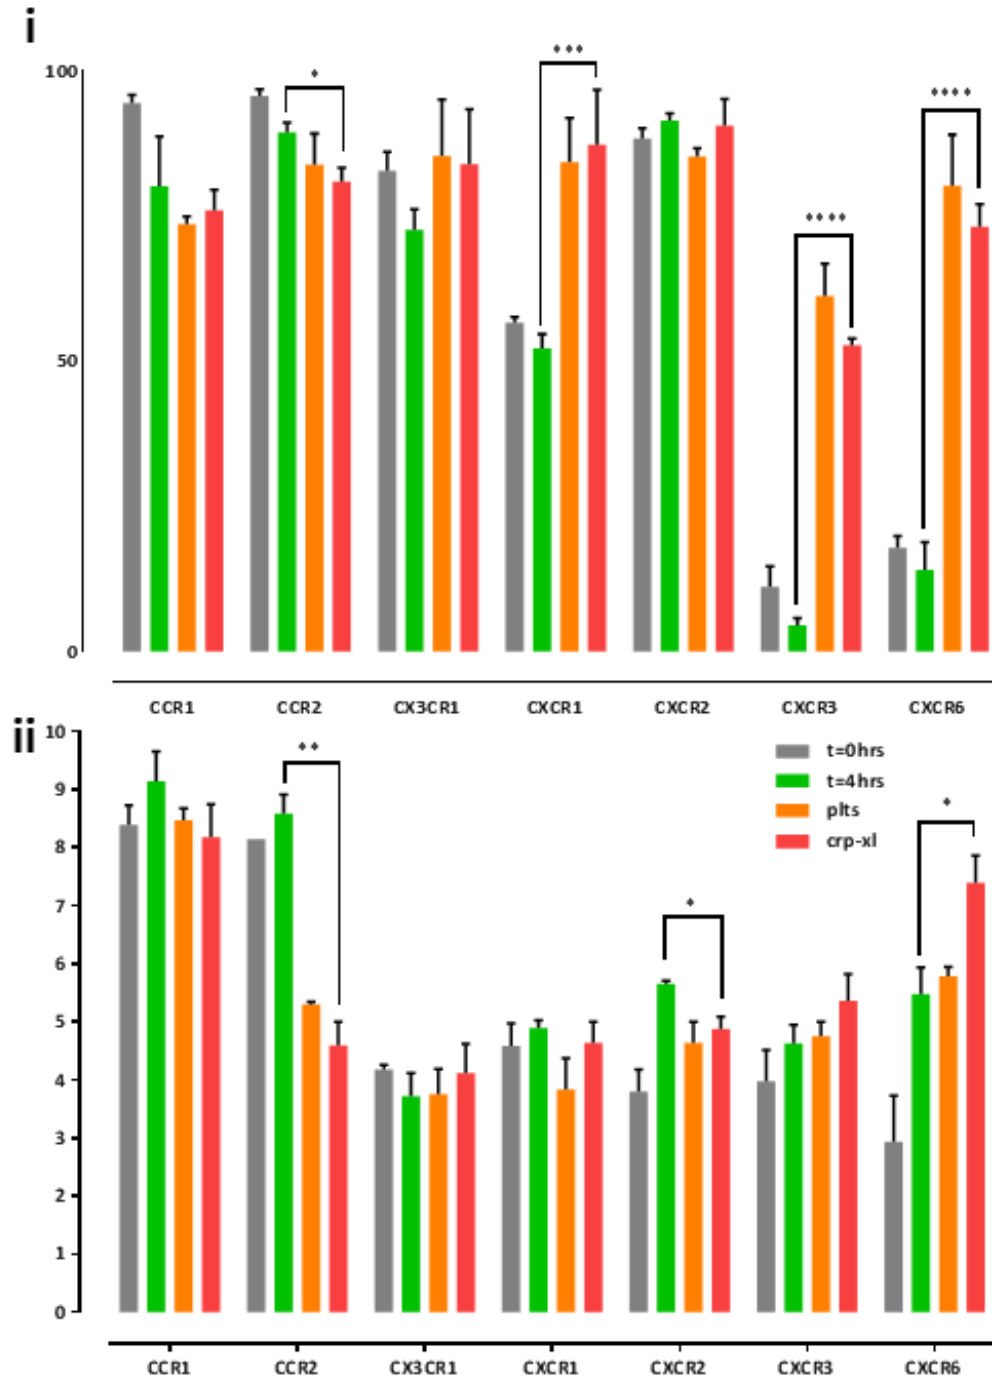 i
100
50
0
*
***
****
****
CCR1 CCR2 CX3CR1 CXCR1 CXCR2 CXCR3 CXCR6
ii
10
9
8
7
6
5
4
3
2
1
0
**
*
*
t=0hrs
t=4hrs
plts
crp-xl
CCR1 CCR2 CX3CR1 CXCR1 CXCR2 CXCR3 CXCR6